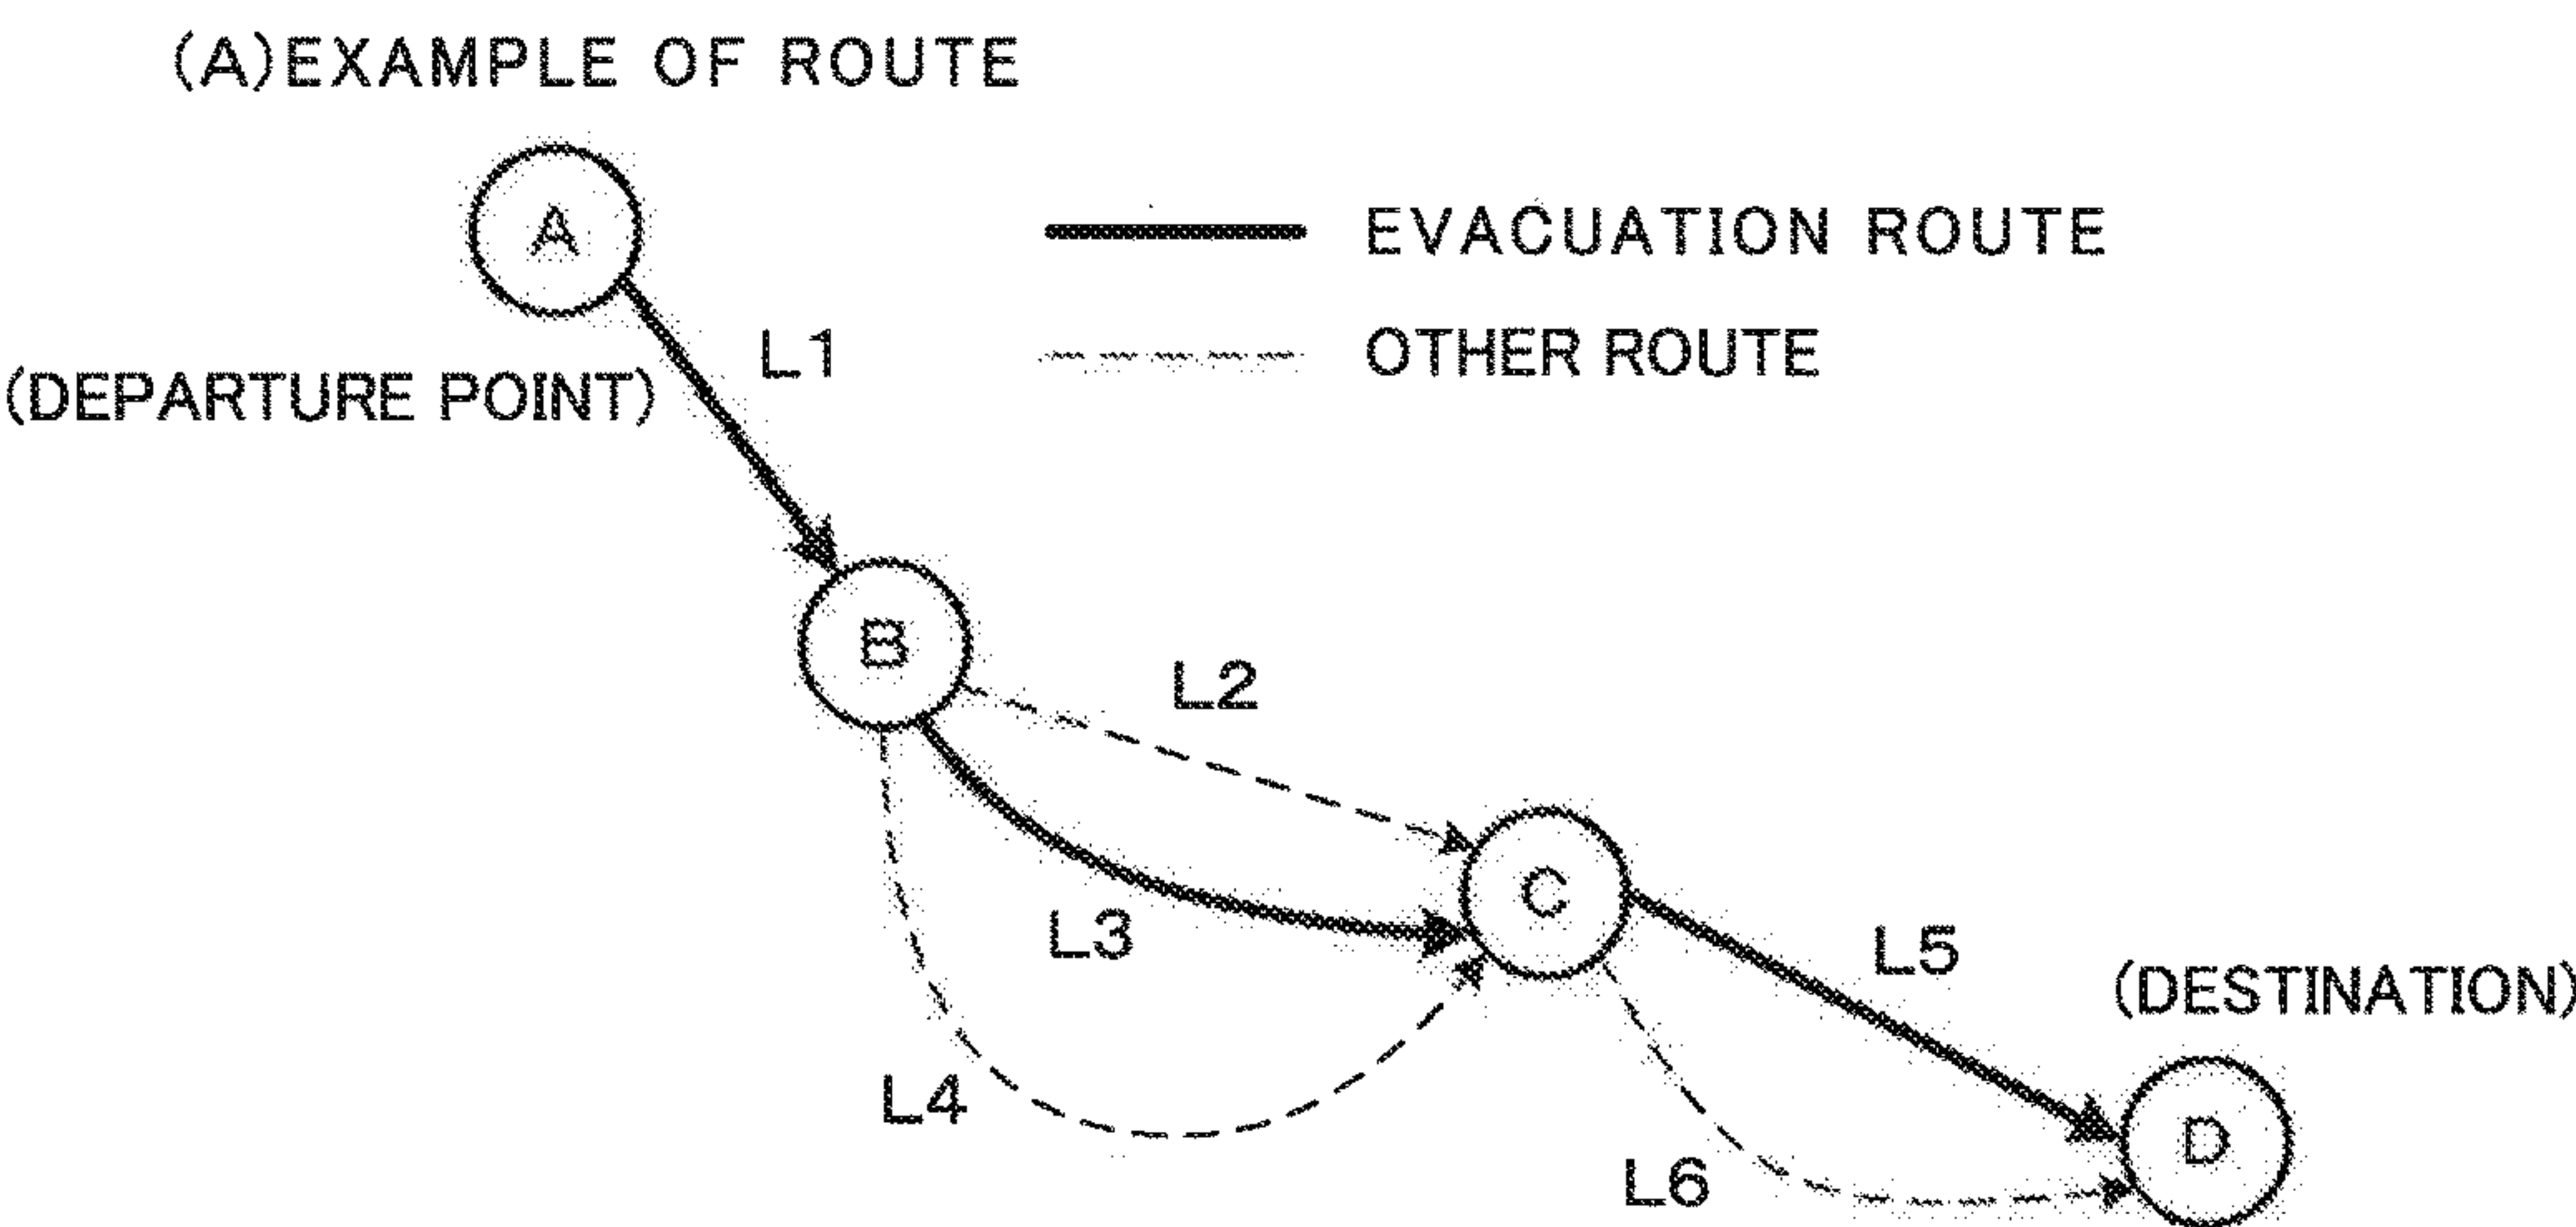 (A)EXAMPLE OF ROUTE
A
EVACUATION ROUTE
L1
OTHER ROUTE
(DEPARTURE POINT)
B
L2
C
L3
L5
(DESTINATION)
L4
D
L6